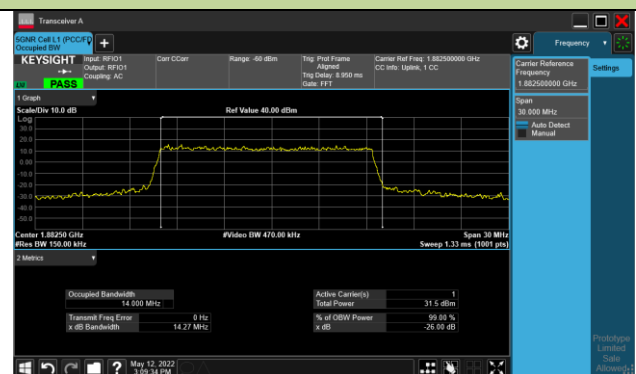 Transceiver A
5GNR Cell L1 (PCC/FD
Occupied BW
Frequency
KEYSIGHT
Input: RFIO1
Output: RFIO1
Coupling: AC
Corr CCorr
Range: -60 dBm
Trig: Prot Frame
Aligned
Trig Delay: 8.950 ms
Gate: FFT
Carrier Ref Freq: 1.882500000 GHz
CC Info: Uplink, 1 CC
PASS
Carrier Reference
Frequency
1.882500000 GHz
Settings
Span
30.000 MHz
Auto Detect
Manual
1 Graph
Scale/Div 10.0 dB
Ref Value 40.00 dBm
Log
30.0
20.0
10.0
0.00
-10.0
-20.0
-30.0
-40.0
-50.0
Center 1.88250 GHz
#Video BW 470.00 kHz
Span 30 MHz
#Res BW 150.00 kHz
Sweep 1.33 ms (1001 pts)
2 Metrics
Occupied Bandwidth
14.000 MHz
Active Carrier(s) 1
Total Power 31.5 dBm
Transmit Freq Error 0 Hz
x dB Bandwidth 14.27 MHz
% of OBW Power 99.00 %
x dB -26.00 dB
Prototype
Limited
Sale
Allowed
May 12, 2022
3:09:34 PM